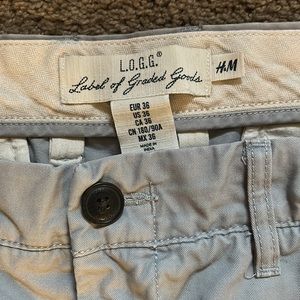 L.O.G.G.®
Label of Graded Goods
H&M
EUR 36
US 36
CA 36
CN 180/90A
MX 36
MADE IN
INDIA